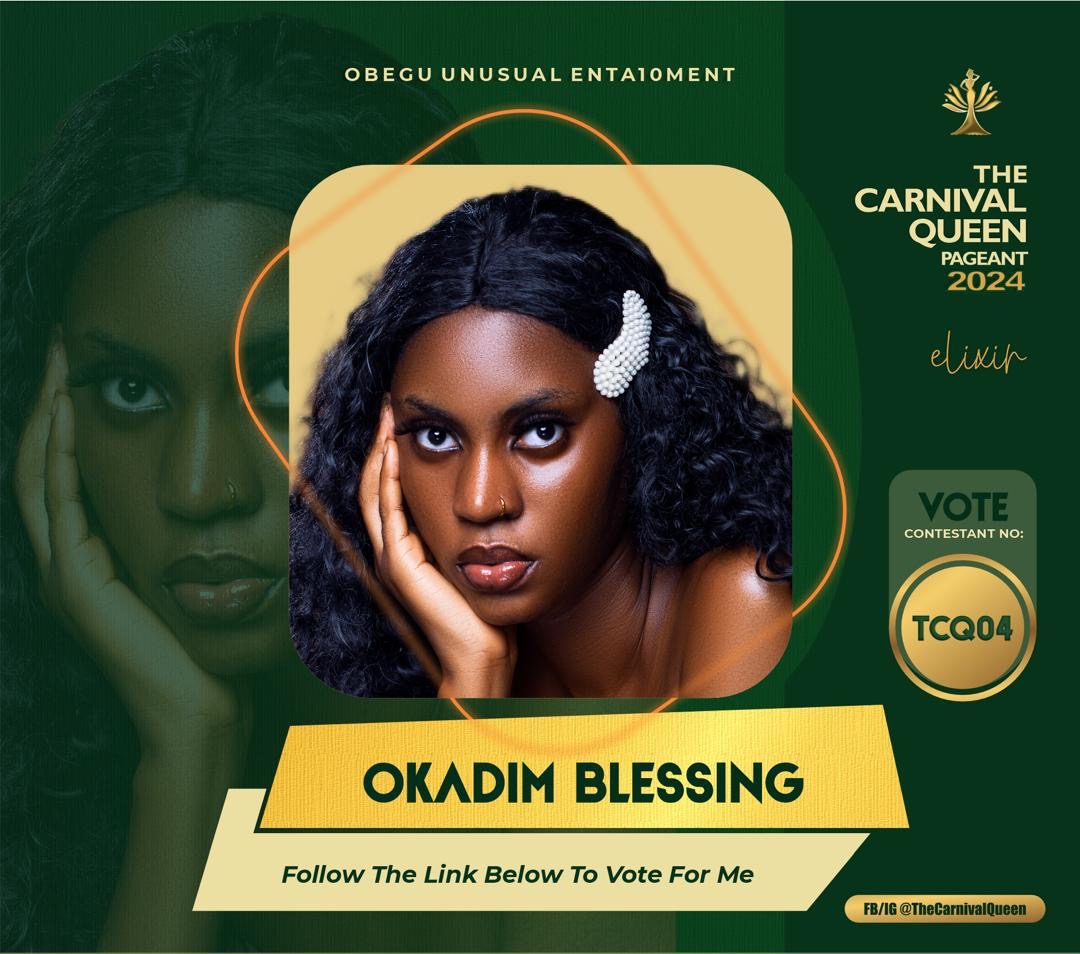 OBEGU UNUSUAL ENTA10MENT
THE
CARNIVAL
QUEEN
PAGEANT
2024
elixir
VOTE
CONTESTANT NO:
TCQ04
OKADIM BLESSING
Follow The Link Below To Vote For Me
FB/IG @TheCarnivalQueen